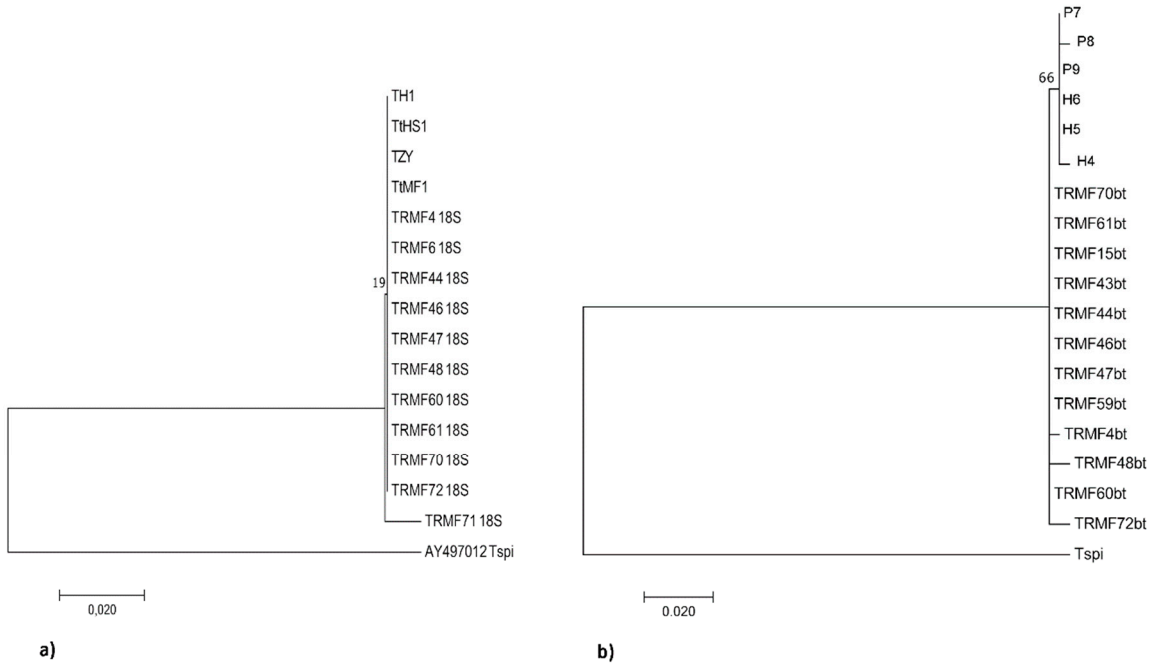 TH1
TtHS1
TZY
TtMF1
TRMF4 18S
TRMF6 18S
19
TRMF44 18S
TRMF46 18S
TRMF47 18S
TRMF48 18S
TRMF60 18S
TRMF61 18S
TRMF70 18S
TRMF72 18S
TRMF71 18S
AY497012 Tspi
0,020
a)
P7
P8
P9
66
H6
H5
H4
TRMF70bt
TRMF61bt
TRMF15bt
TRMF43bt
TRMF44bt
TRMF46bt
TRMF47bt
TRMF59bt
TRMF4bt
TRMF48bt
TRMF60bt
TRMF72bt
Tspi
0.020
b)